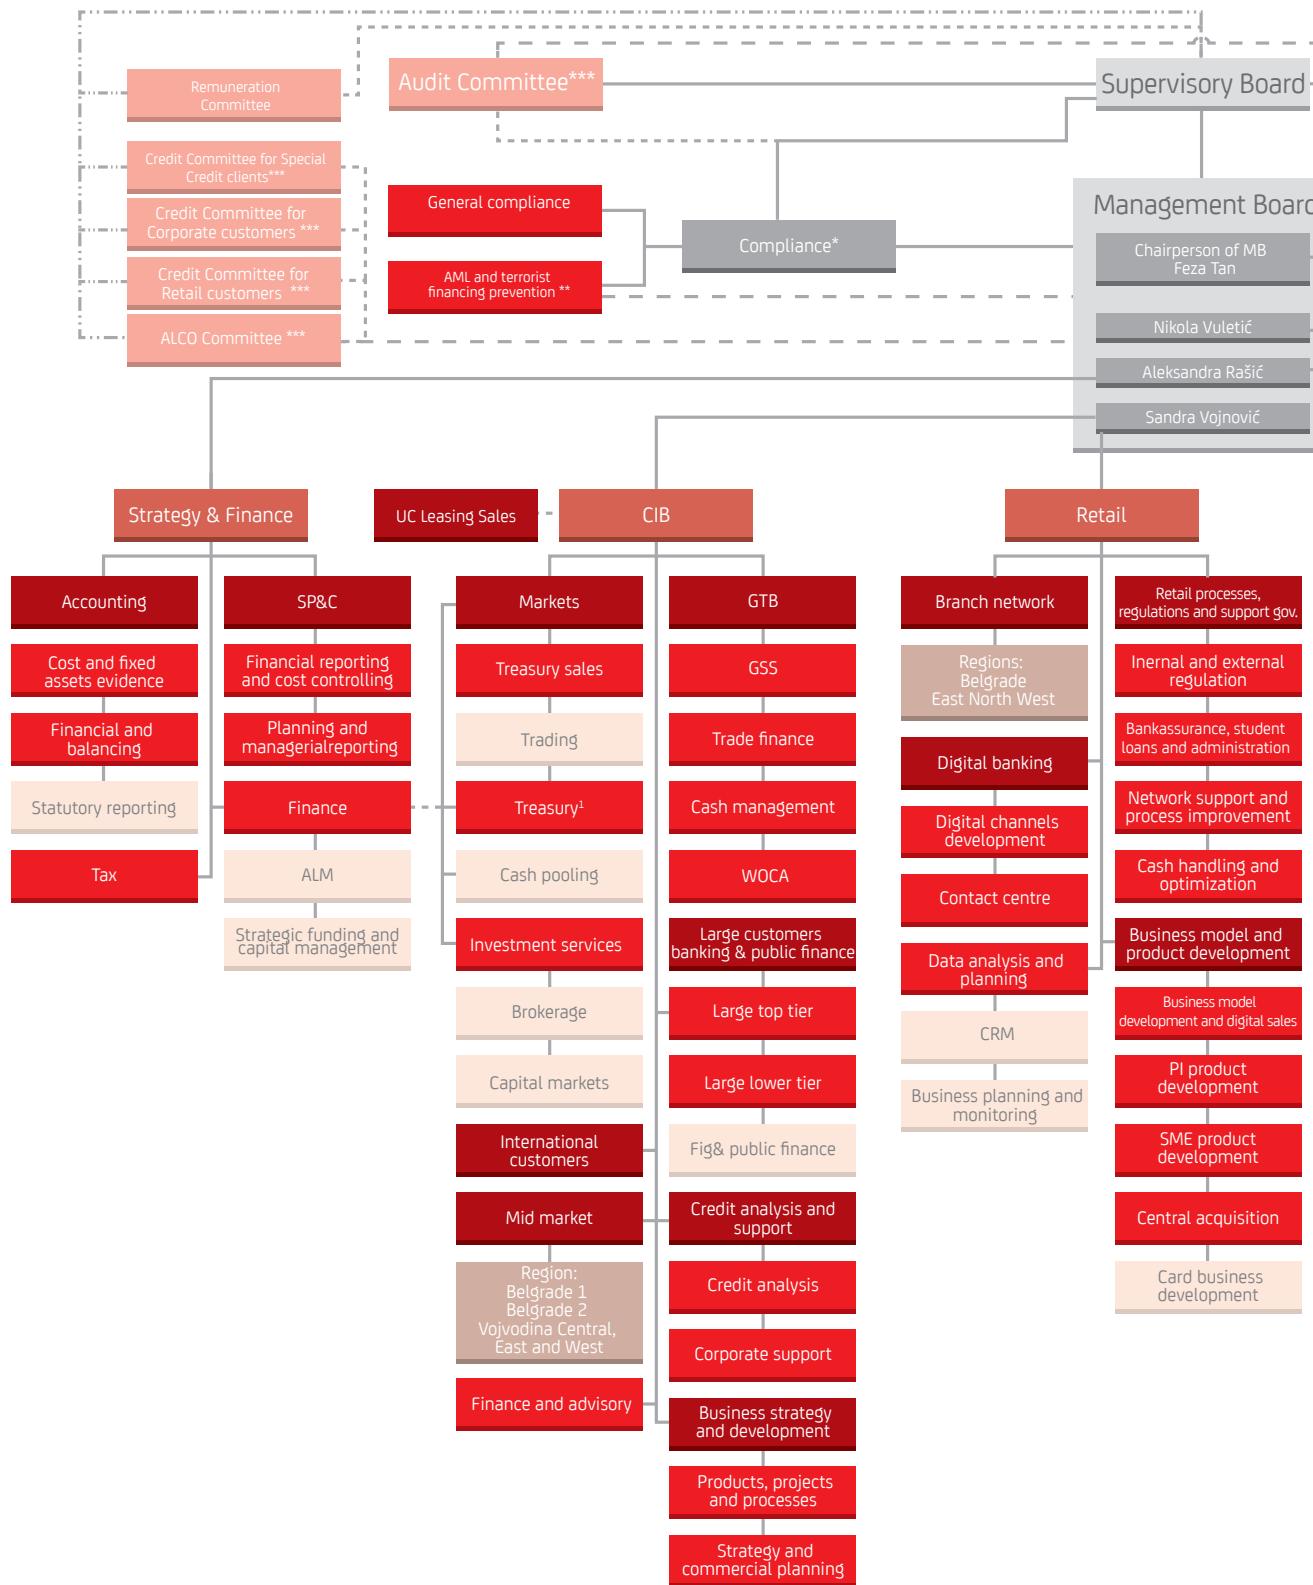 Remuneration
Committee
Audit Committee***
Supervisory Board
Credit Committee for Special
Credit clients***
Credit Committee for
Corporate customers ***
Credit Committee for
Retail customers ***
ALCO Committee ***
General compliance
AML and terrorist
financing prevention **
Compliance*
Management Board
Chairperson of MB
Feza Tan
Nikola Vuletić
Aleksandra Rašić
Sandra Vojnović
Strategy & Finance
UC Leasing Sales
CIB
Retail
Accounting
Cost and fixed
assets evidence
Financial and
balancing
Statutory reporting
Tax
SP&C
Financial reporting
and cost controlling
Planning and
managerialreporting
Finance
ALM
Strategic funding and
capital management
Markets
Treasury sales
Trading
Treasury¹
Cash pooling
Investment services
Brokerage
Capital markets
International
customers
Mid market
Region:
Belgrade 1
Belgrade 2
Vojvodina Central,
East and West
Finance and advisory
GTB
GSS
Trade finance
Cash management
WOCA
Large customers
banking & public finance
Large top tier
Large lower tier
Fig& public finance
Credit analysis and
support
Credit analysis
Corporate support
Business strategy
and development
Products, projects
and processes
Strategy and
commercial planning
Branch network
Regions:
Belgrade
East North West
Digital banking
Digital channels
development
Contact centre
Data analysis and
planning
CRM
Business planning and
monitoring
Retail processes,
regulations and support gov.
Inernal and external
regulation
Bankassurance, student
loans and administration
Network support and
process improvement
Cash handling and
optimization
Business model and
product development
Business model
development and digital sales
PI product
development
SME product
development
Central acquisition
Card business
development